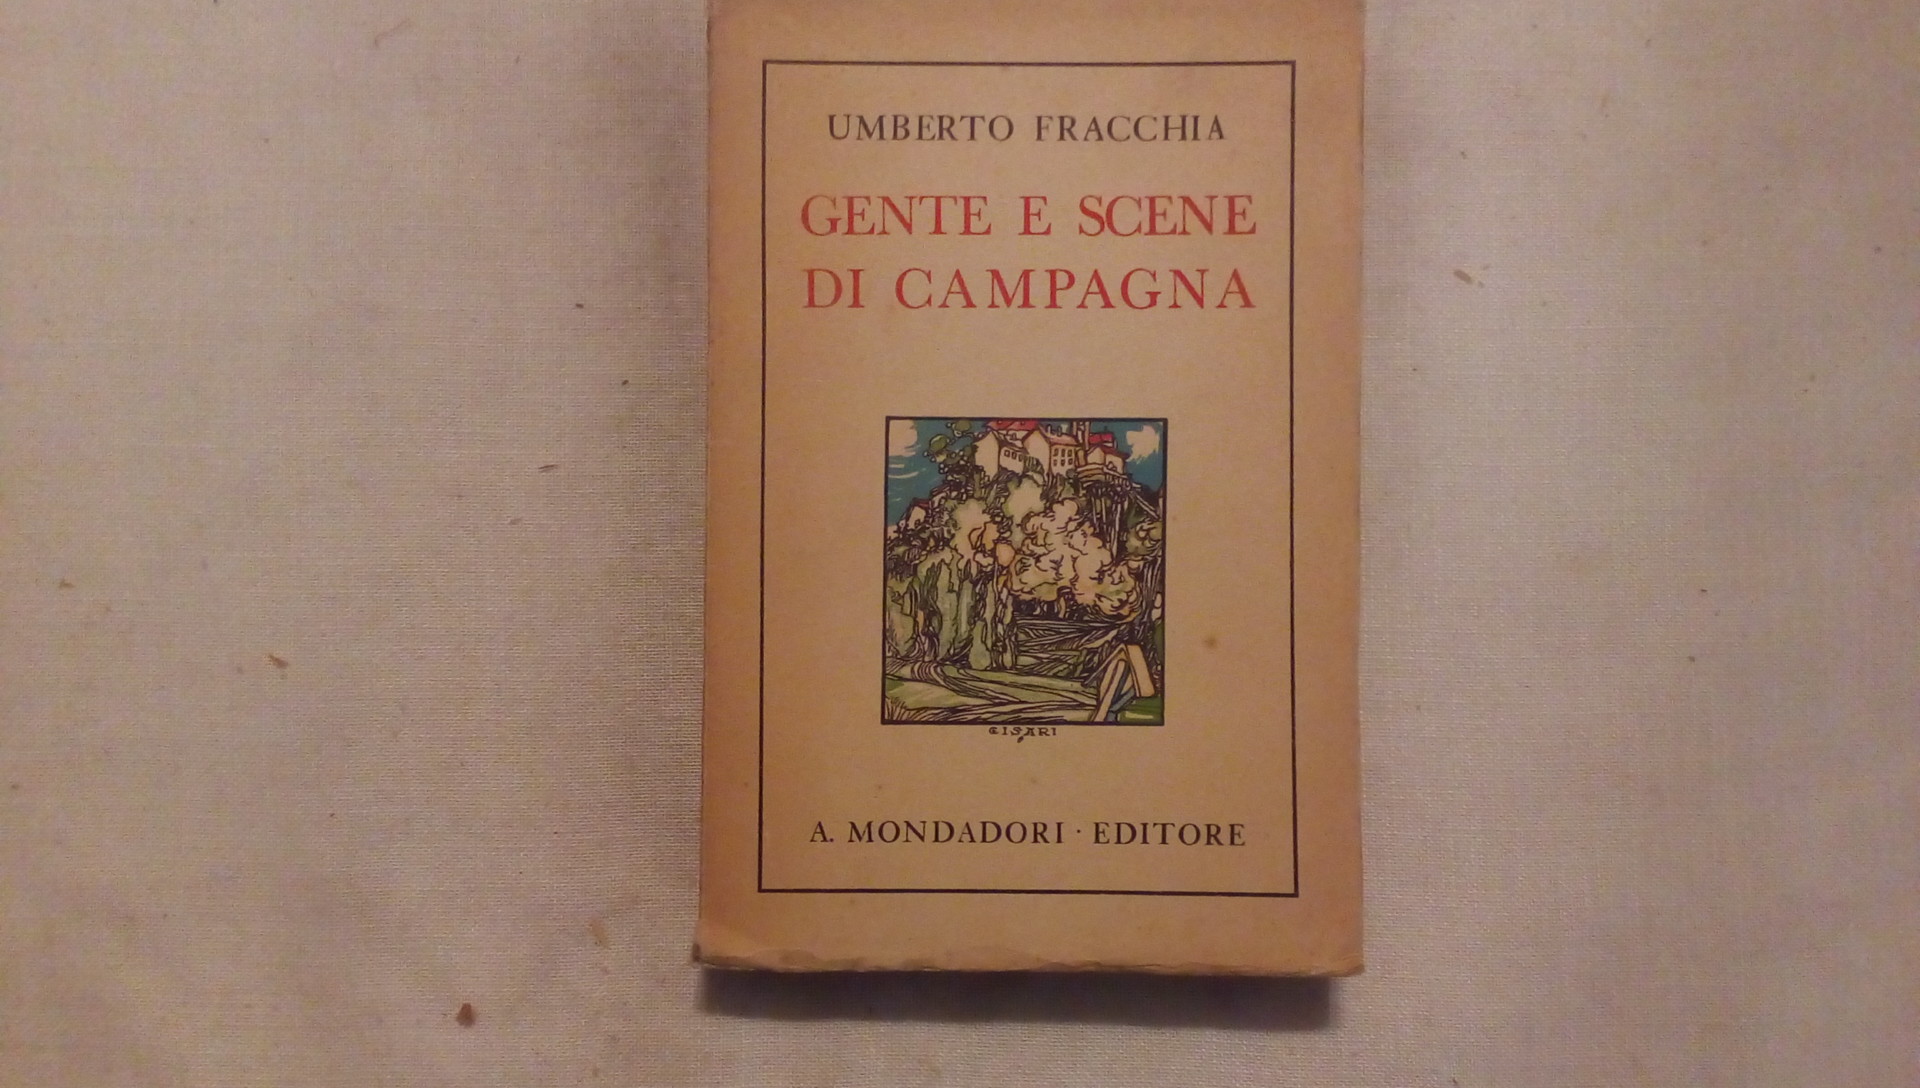 UMBERTO FRACCHIA
GENTE E SCENE
DI CAMPAGNA
CISARI
A. MONDADORI · EDITORE